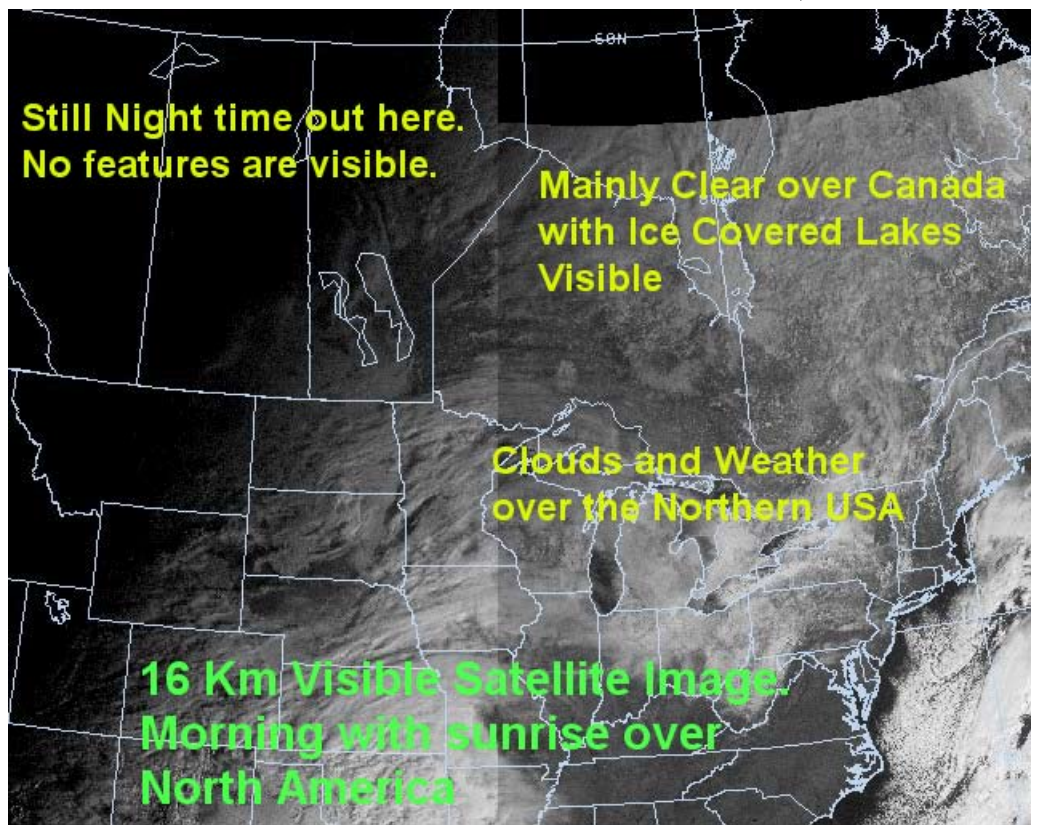 60N
Still Night time out here.
No features are visible.
Mainly Clear over Canada
with Ice Covered Lakes
Visible
Clouds and Weather
over the Northern USA
16 Km Visible Satellite Image.
Morning with sunrise over
North America